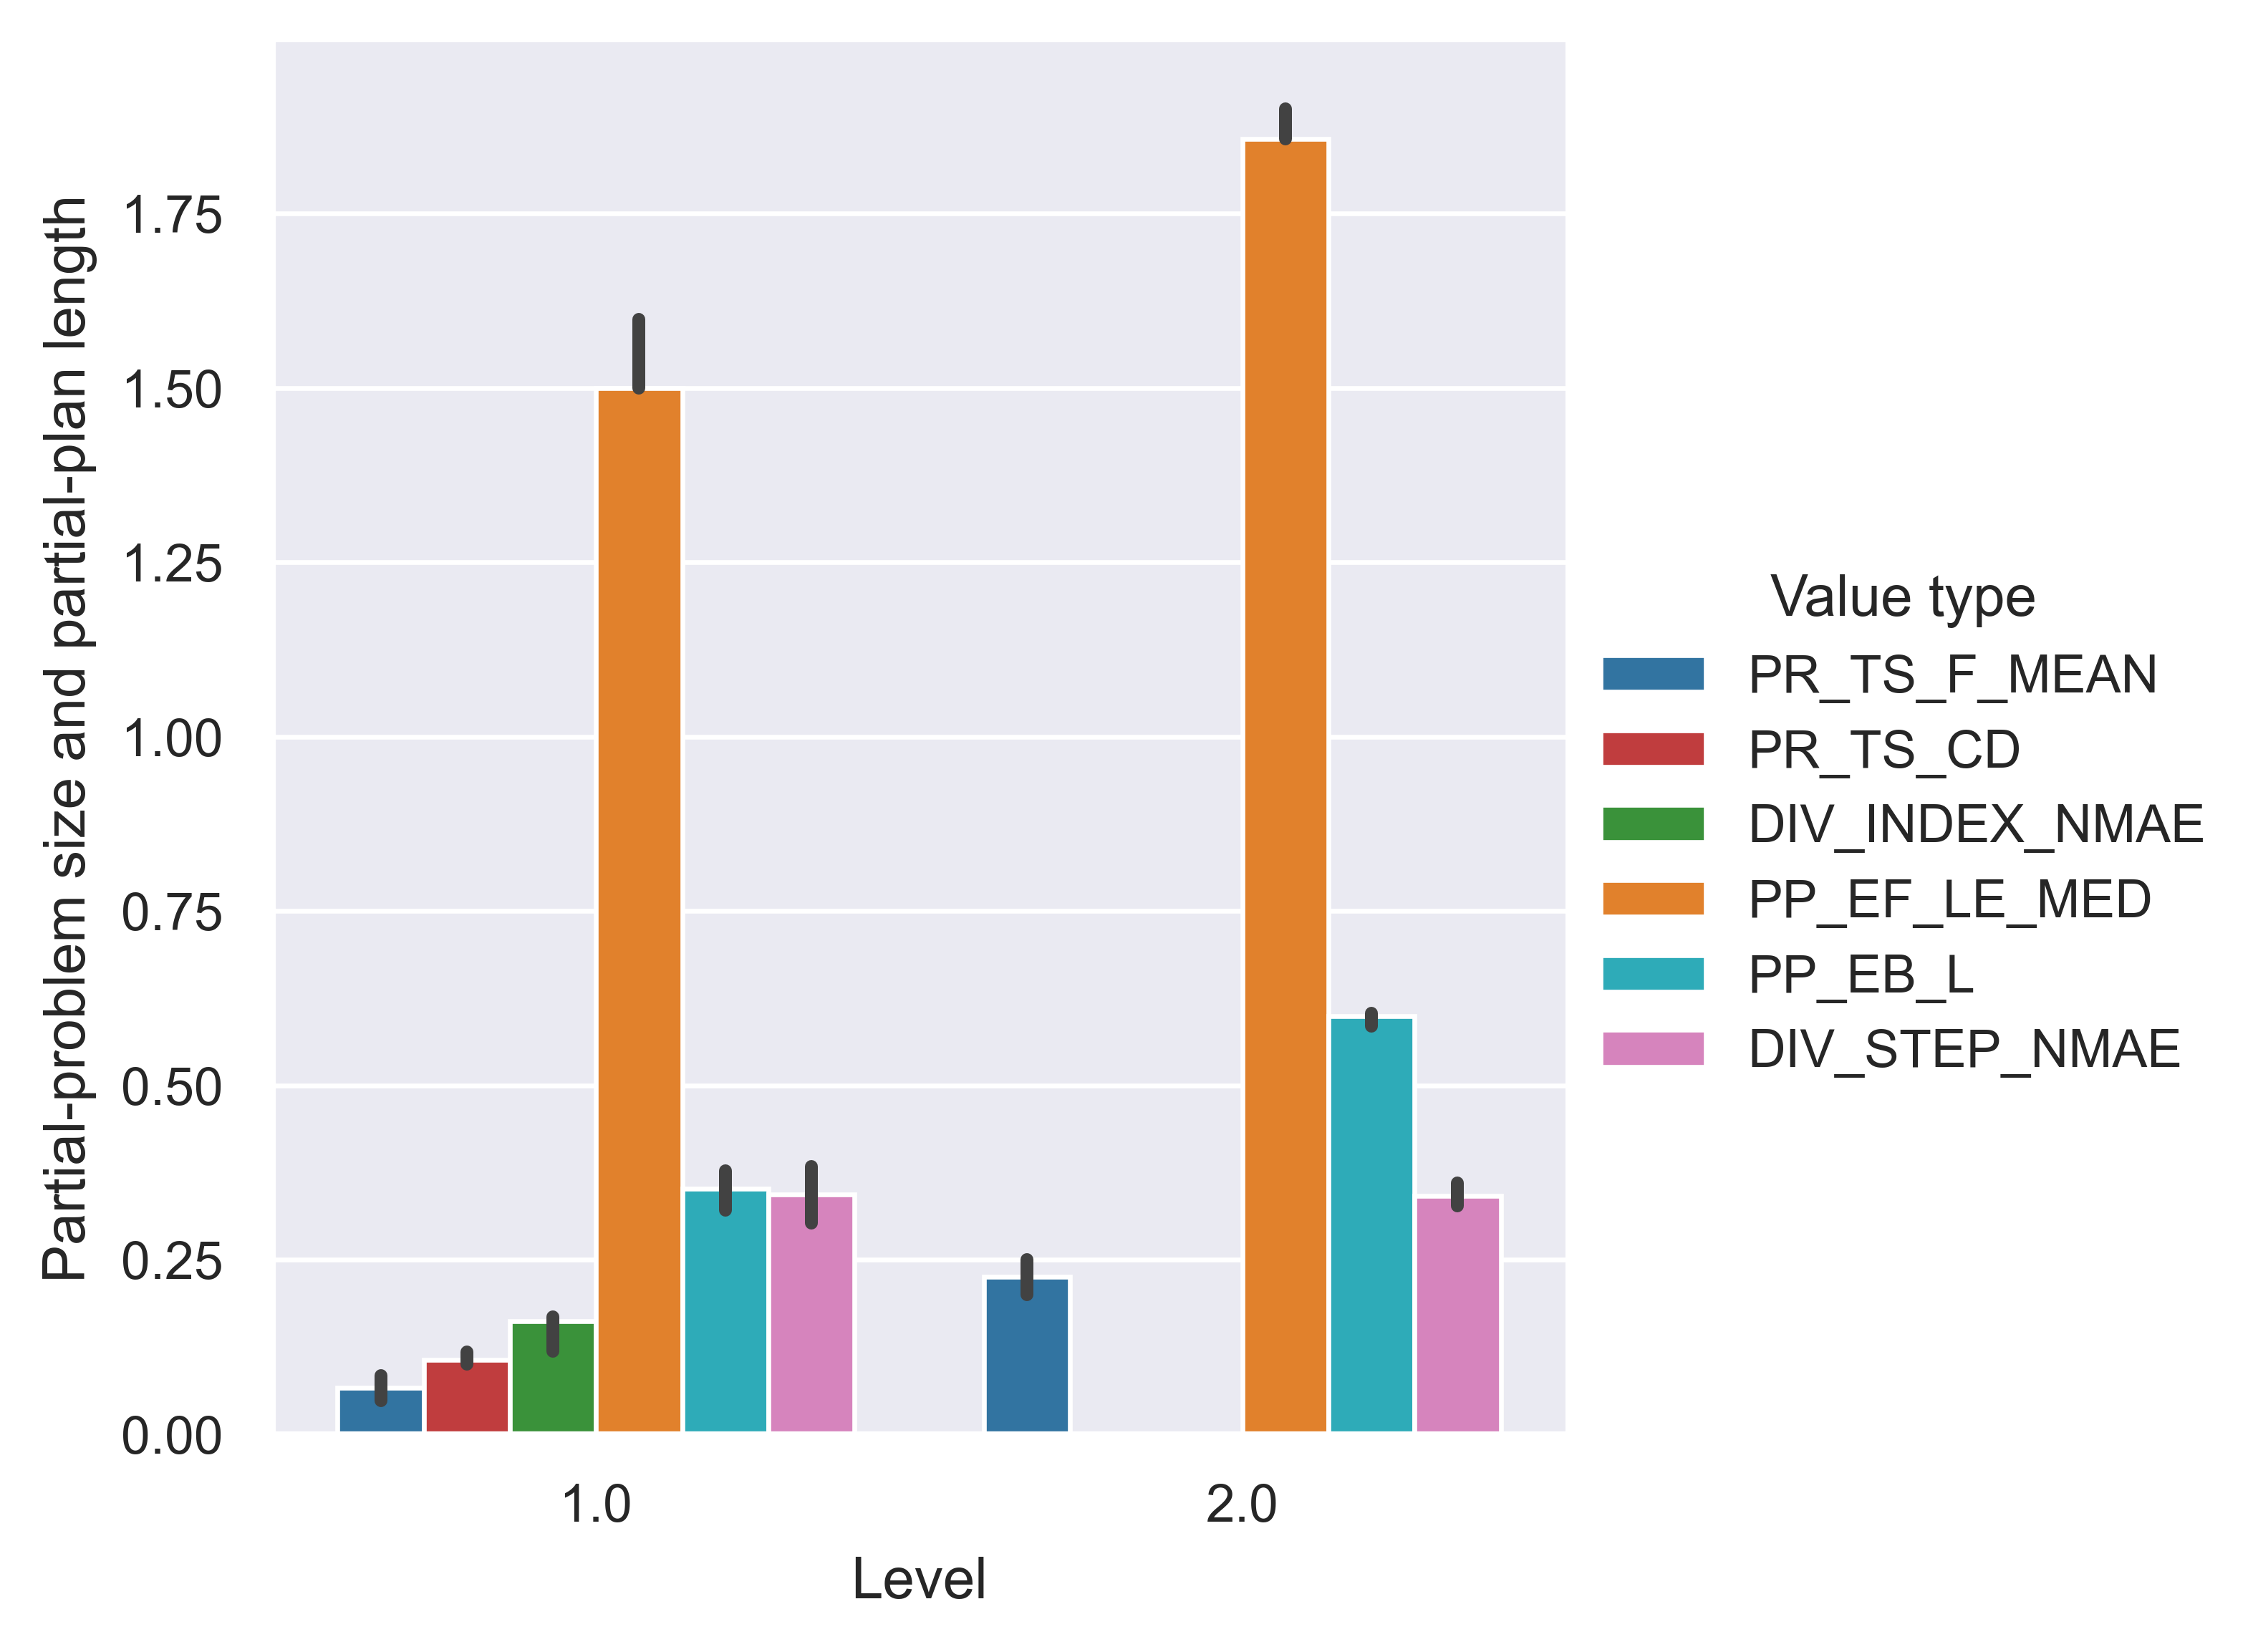 Partial-problem size and partial-plan length
1.75
1.50
1.25
1.00
0.75
0.50
0.25
0.00
1.0
2.0
Level
Value type
PR_TS_F_MEAN
PR_TS_CD
DIV_INDEX_NMAE
PP_EF_LE_MED
PP_EB_L
DIV_STEP_NMAE